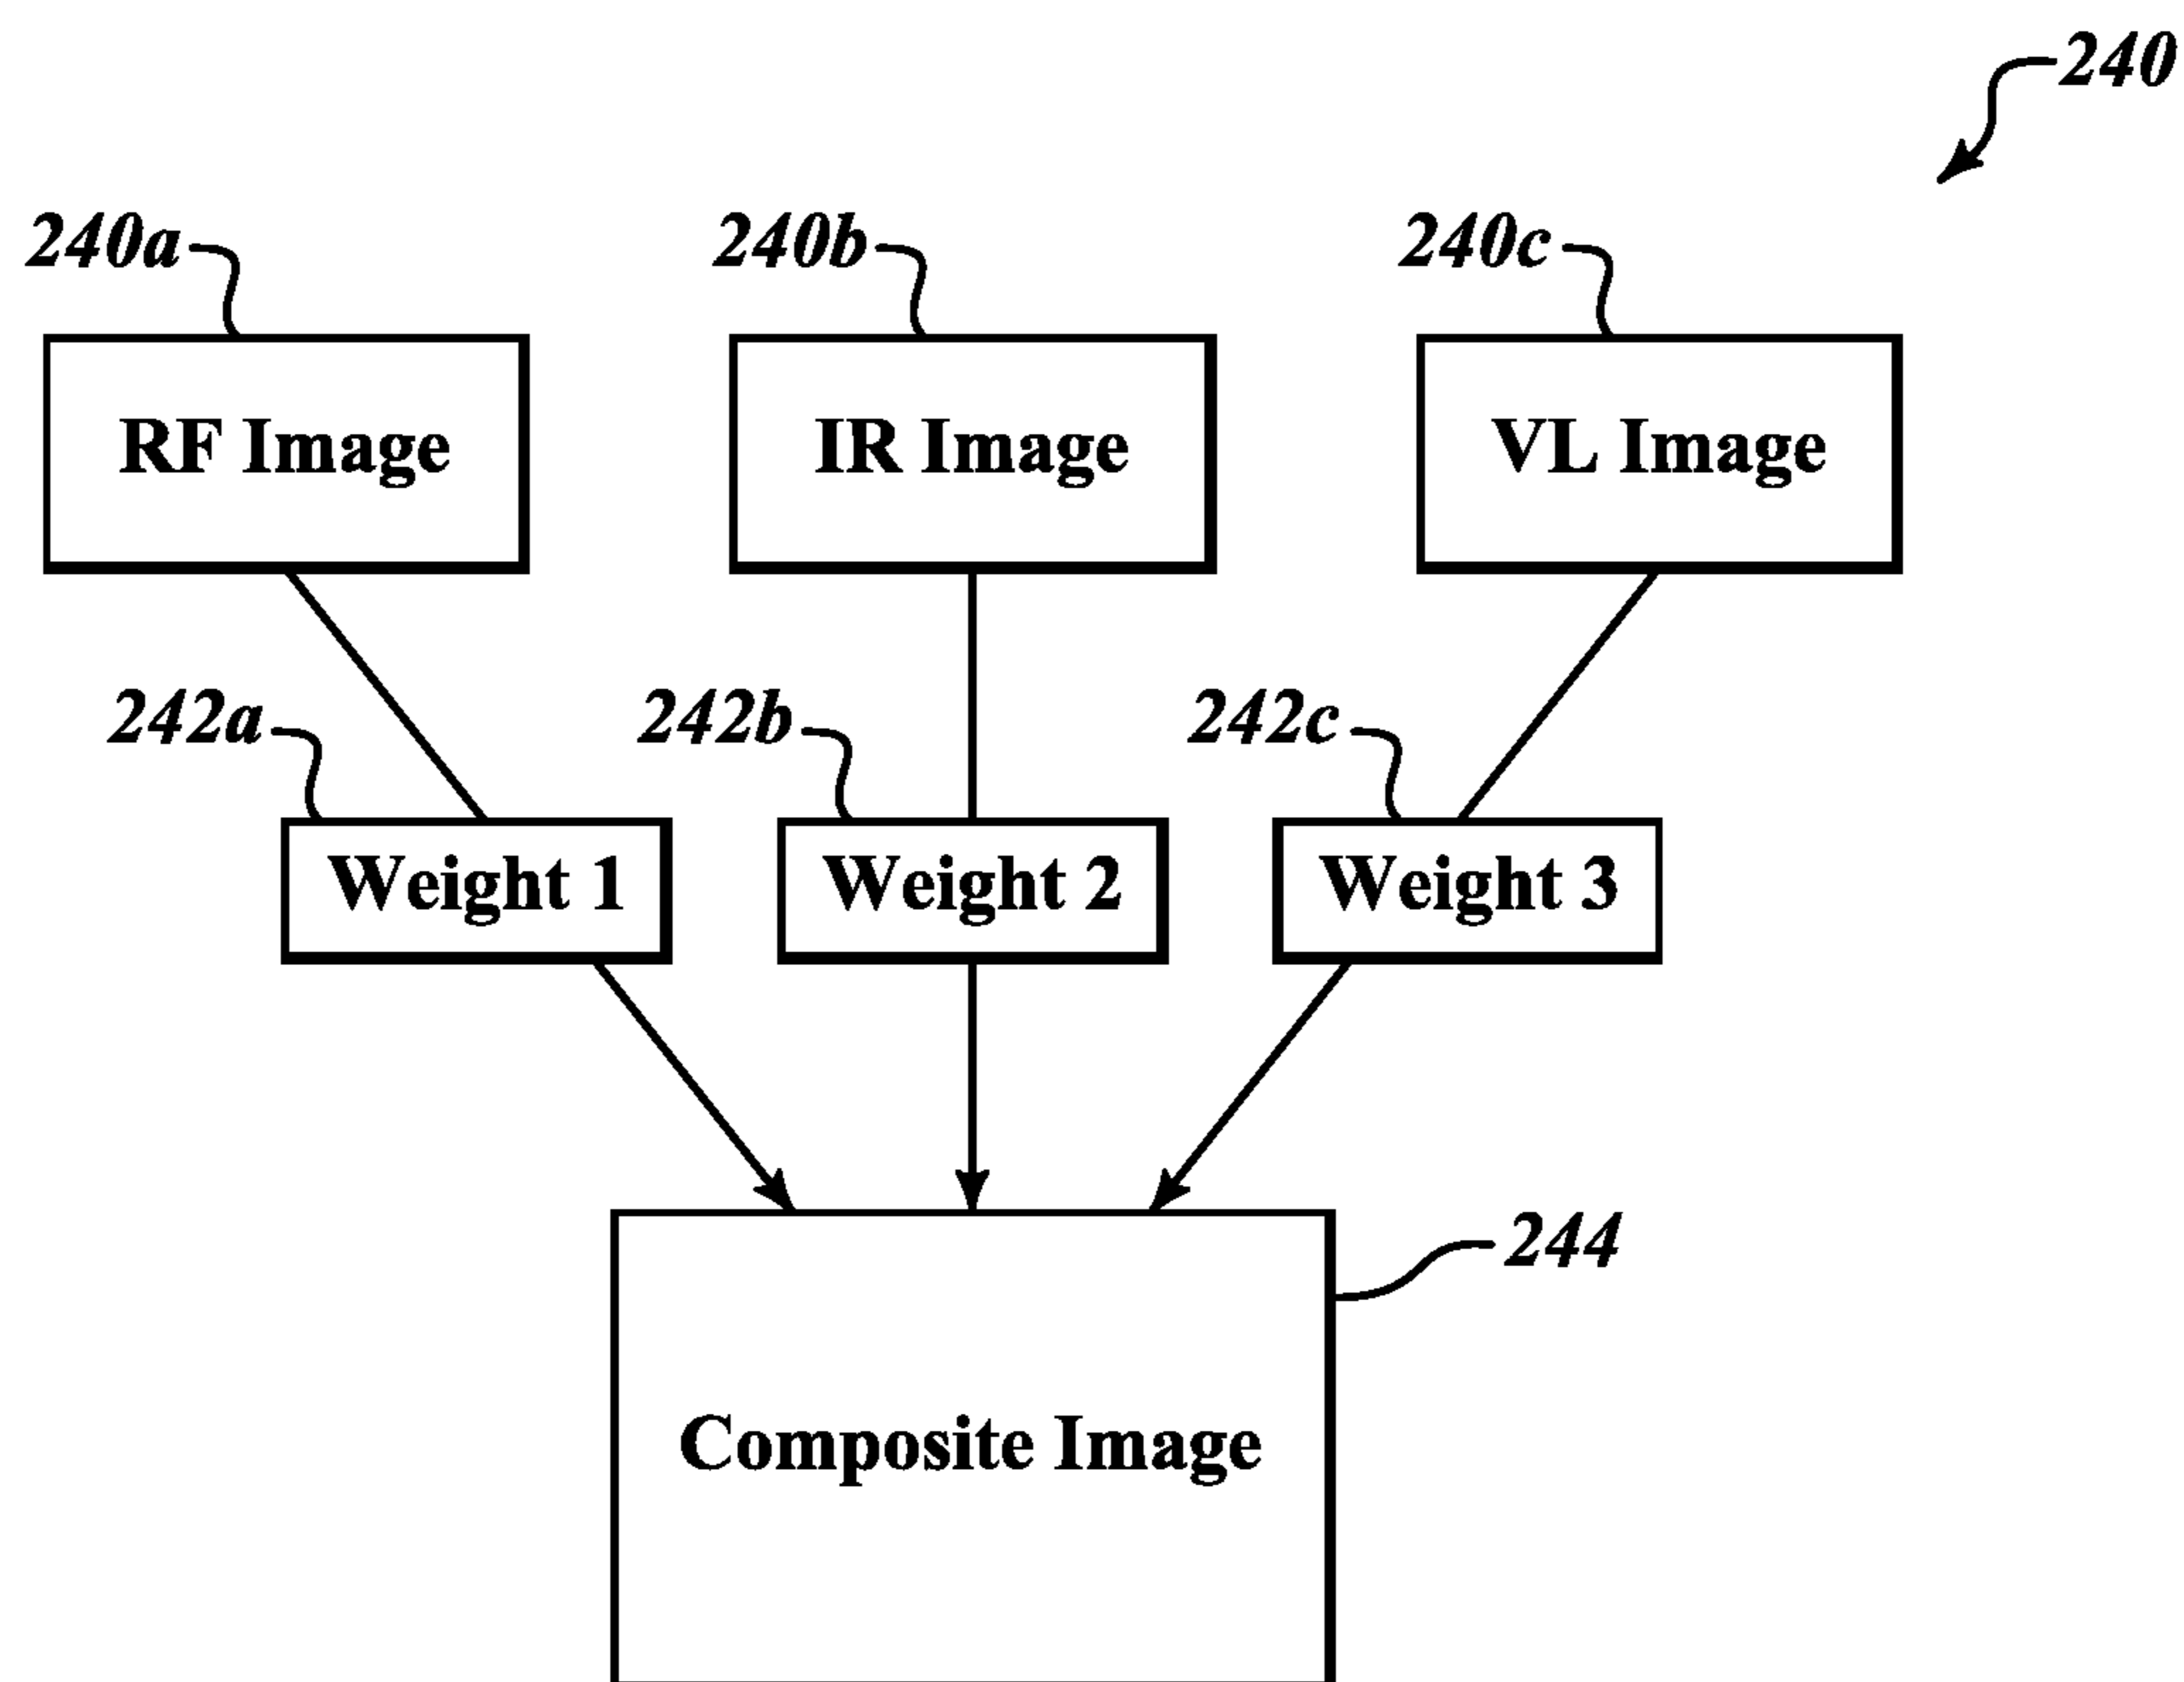 240
240a
240b
240c
RF Image
IR Image
VL Image
242a
242b
242c
Weight 1
Weight 2
Weight 3
244
Composite Image